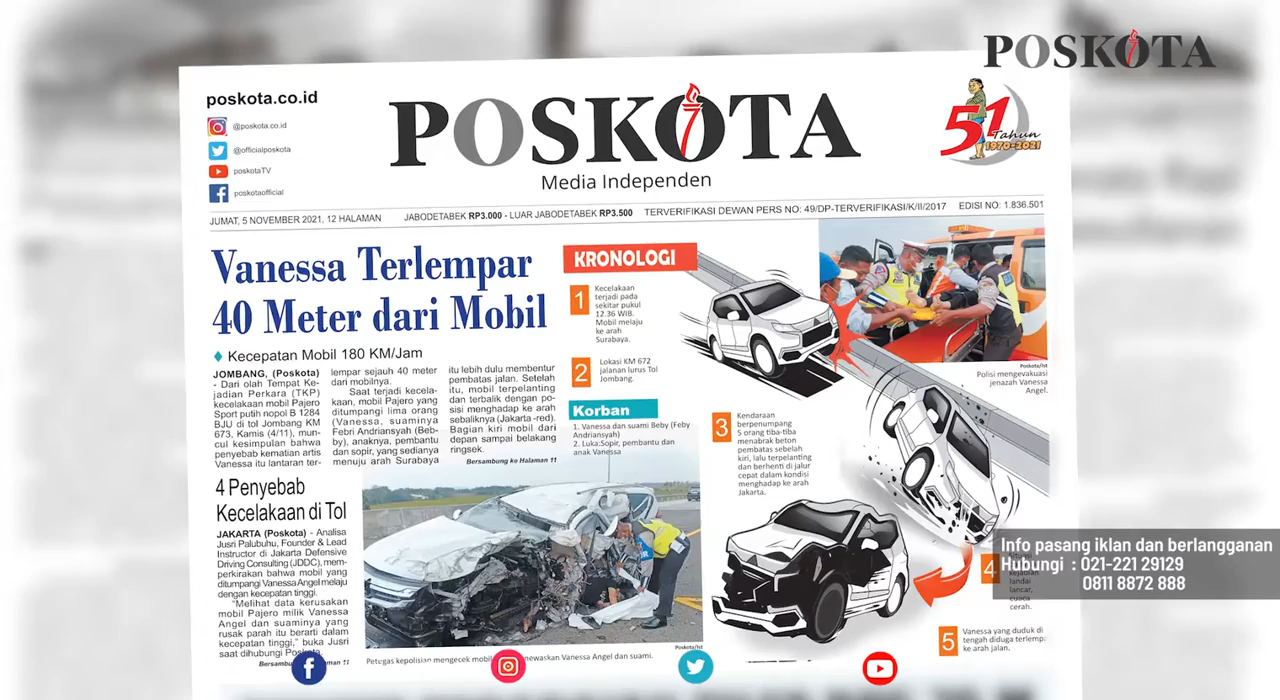 POSKOTA
poskota.co.id
@poskota.co.id
@officialposkota
poskotaTV
poskotaofficial
POSKOTA
Media Independen
51 Tahun
1970-2021
JUMAT, 5 NOVEMBER 2021, 12 HALAMAN
JABODETABEK RP3.000 - LUAR JABODETABEK RP3.500
TERVERIFIKASI DEWAN PERS NO: 49/DP-TERVERIFIKASI/K/II/2017
EDISI NO: 1.836.501
Vanessa Terlempar
40 Meter dari Mobil
Kecepatan Mobil 180 KM/Jam
JOMBANG, (Poskota)
- Dari olah Tempat Ke-
jadian Perkara (TKP)
kecelakaan mobil Pajero
Sport putih nopol B 1284
BJU di tol Jombang KM
673, Kamis (4/11), mun-
cul kesimpulan bahwa
penyebab kematian artis
Vanessa itu lantaran ter-
lempar sejauh 40 meter
dari mobilnya.
Saat terjadi kecela-
kaan, mobil Pajero yang
ditumpangi lima orang
(Vanessa, suaminya
Febri Andriansyah (Beb-
by), anaknya, pembantu
dan sopir, yang sedianya
menuju arah Surabaya
itu lebih dulu membentur
pembatas jalan. Setelah
itu, mobil terpelanting
dan terbalik dengan po-
sisi menghadap ke arah
sebaliknya (Jakarta -red).
Bagian kiri mobil dari
depan sampai belakang
ringsek.
Bersambung ke Halaman 11
KRONOLOGI
1
Kecelakaan
terjadi pada
sekitar pukul
12.36 WIB.
Mobil melaju
ke arah
Surabaya.
2
Lokasi KM 672
jalanan lurus Tol
Jombang.
Korban
1. Vanessa dan suami Beby (Feby
Andriansyah)
2. Luka:Sopir, pembantu dan
anak Vanessa
3
Kendaraan
berpenumpang
5 orang tiba-tiba
menabrak beton
pembatas sebelah
kiri, lalu terpelanting
dan berhenti di jalur
cepat dalam kondisi
menghadap ke arah
Jakarta.
Poskota/Ist
Polisi mengevakuasi
jenazah Vanessa
Angel.
4
landai
lancar,
cuaca
cerah.
5
Vanessa yang duduk di
tengah diduga terlempar
ke arah jalan.
4 Penyebab
Kecelakaan di Tol
JAKARTA (Poskota) - Analisa
Jusri Palubuhu, Founder & Lead
Instructor di Jakarta Defensive
Driving Consulting (JDDC), mem-
perkirakan bahwa mobil yang
ditumpangi Vanessa Angel melaju
dengan kecepatan tinggi.
"Melihat data kerusakan
mobil Pajero milik Vanessa
Angel dan suaminya yang
rusak parah itu berarti dalam
kecepatan tinggi," buka Jusri
saat dihubungi Poskota.
Halaman 11
Poskota/Ist
Petugas kepolisian mengecek mobil
Vanessa Angel dan suami.
Info pasang iklan dan berlangganan
Hubungi : 021-221 29129
0811 8872 888